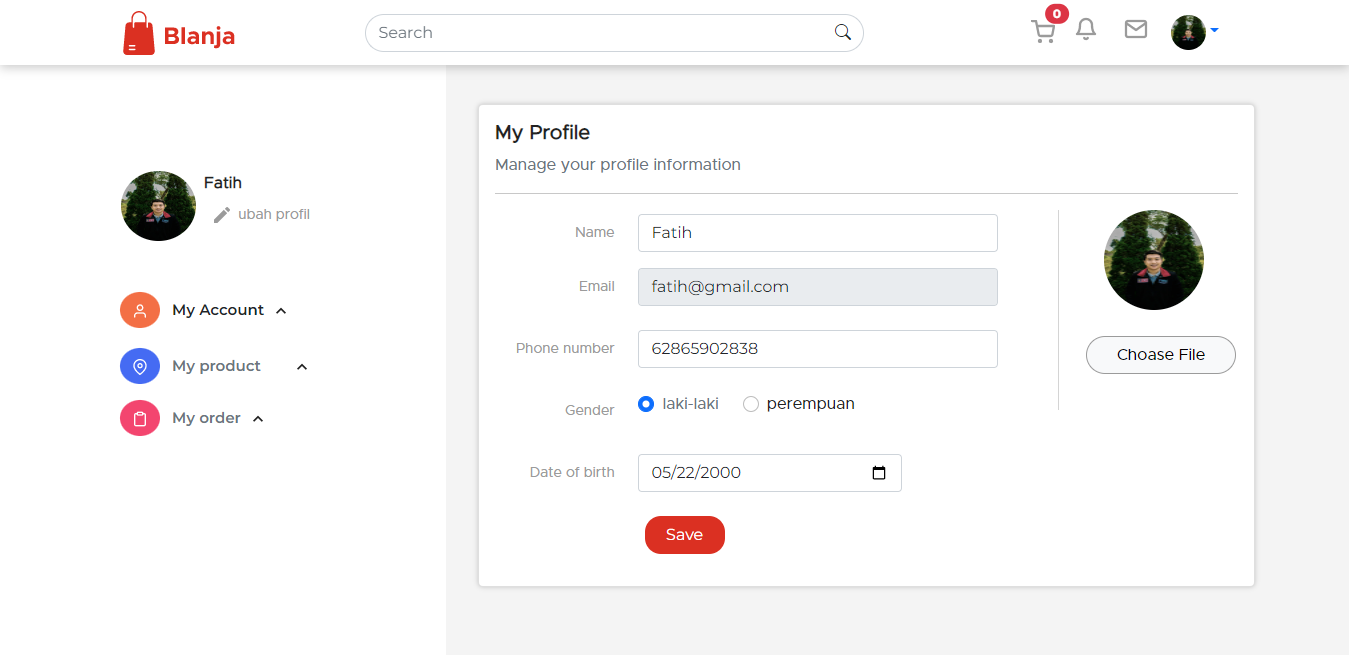 Blanja
Search
0
Fatih
ubah profil
My Account
My product
My order
My Profile
Manage your profile information
Name
Fatih
Email
fatih@gmail.com
Phone number
62865902838
Gender
laki-laki
perempuan
Date of birth
05/22/2000
Save
Choose File